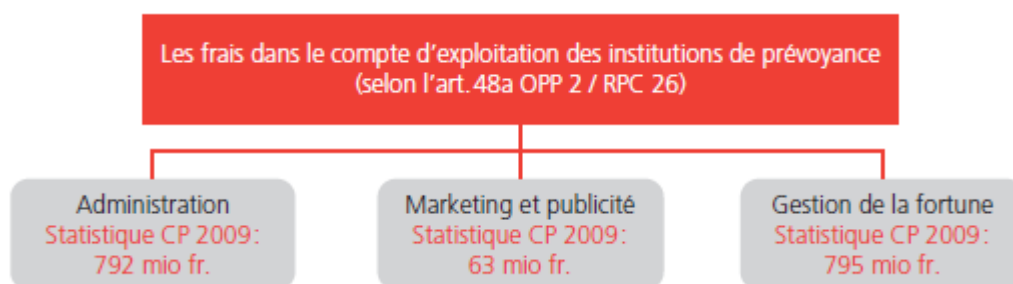 Les frais dans le compte d'exploitation des institutions de prévoyance
(selon l'art. 48a OPP 2 / RPC 26)
Administration
Statistique CP 2009:
792 mio fr.
Marketing et publicité
Statistique CP 2009:
63 mio fr.
Gestion de la fortune
Statistique CP 2009:
795 mio fr.